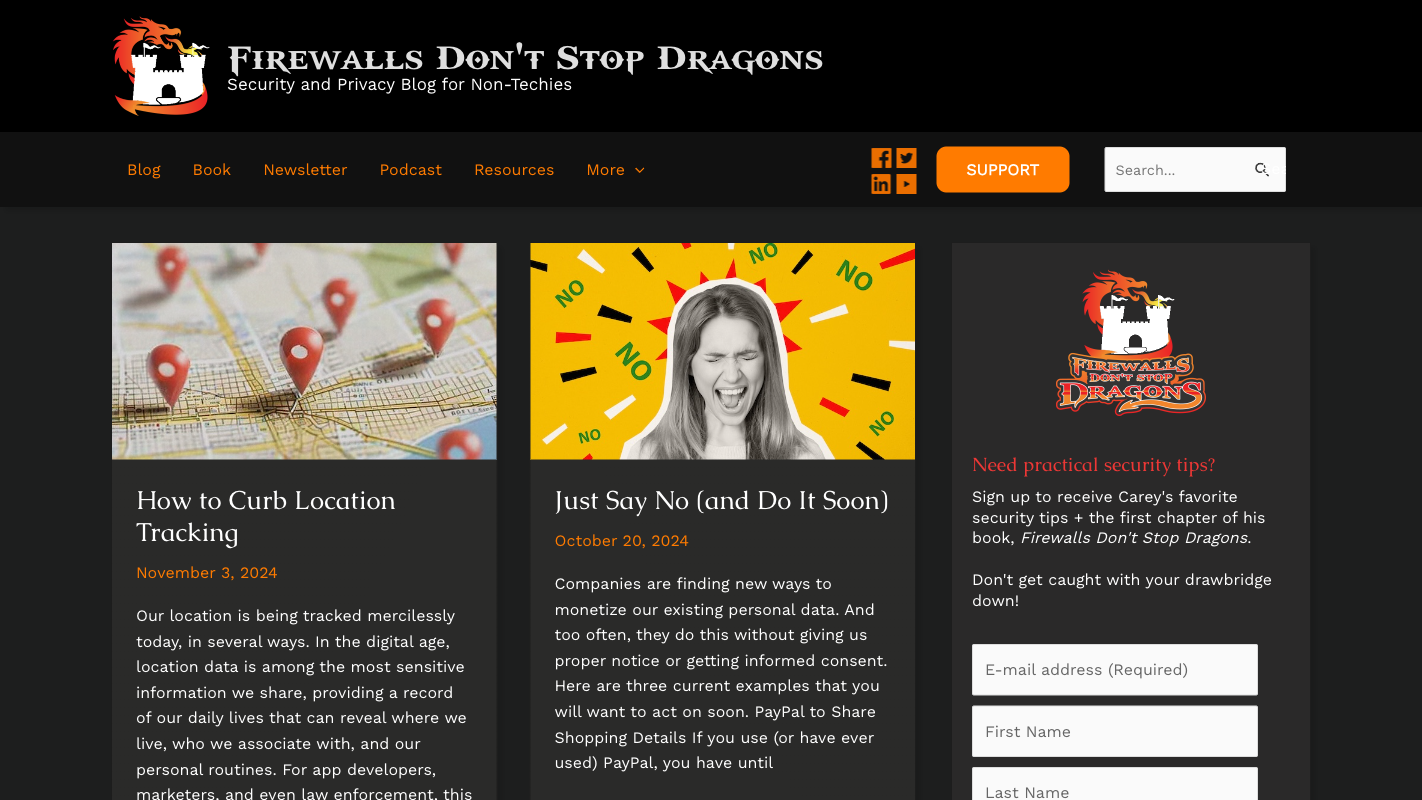 Firewalls Don't Stop Dragons
Security and Privacy Blog for Non-Techies
Blog
Book
Newsletter
Podcast
Resources
More
SUPPORT
Search...
NO
NO
NO
NO
NO
NO
How to Curb Location
Tracking
November 3, 2024
Our location is being tracked mercilessly
today, in several ways. In the digital age,
location data is among the most sensitive
information we share, providing a record
of our daily lives that can reveal where we
live, who we associate with, and our
personal routines. For app developers,
marketers, and even law enforcement, this
Just Say No (and Do It Soon)
October 20, 2024
Companies are finding new ways to
monetize our existing personal data. And
too often, they do this without giving us
proper notice or getting informed consent.
Here are three current examples that you
will want to act on soon. PayPal to Share
Shopping Details If you use (or have ever
used) PayPal, you have until
FIREWALLS
DON'T STOP
DRAGONS
Need practical security tips?
Sign up to receive Carey's favorite
security tips + the first chapter of his
book, Firewalls Don't Stop Dragons.
Don't get caught with your drawbridge
down!
E-mail address (Required)
First Name
Last Name